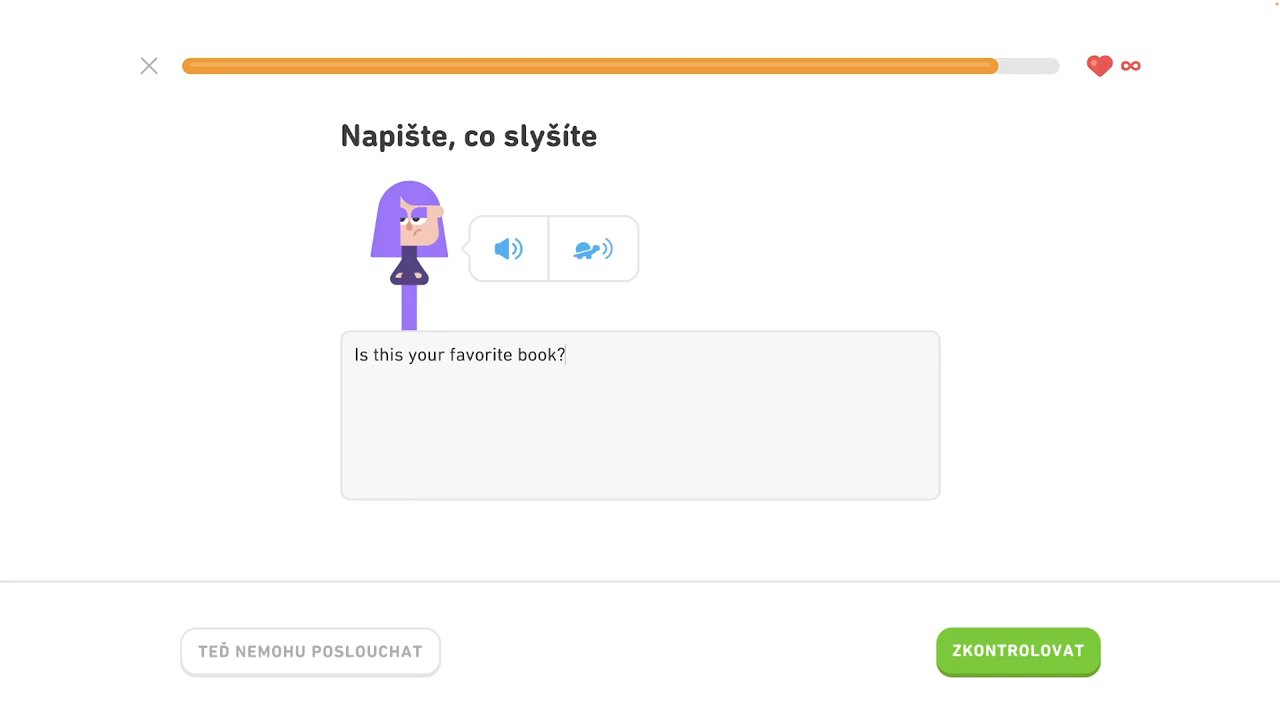 Napište, co slyšíte
Is this your favorite book?
TEĎ NEMOHU POSLOUCHAT
ZKONTROLOVAT